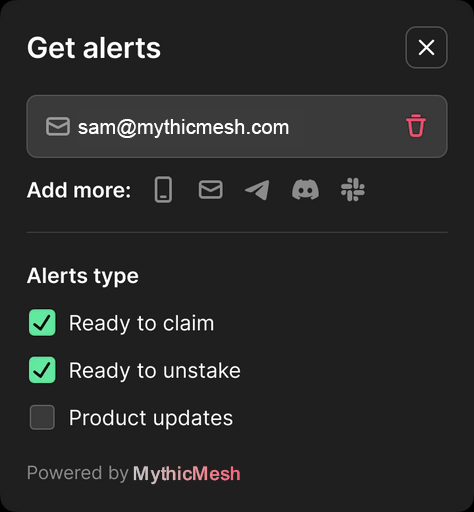 Get alerts
sam@mythicmesh.com
Add more:
Alerts type
Ready to claim
Ready to unstake
Product updates
Powered by MythicMesh